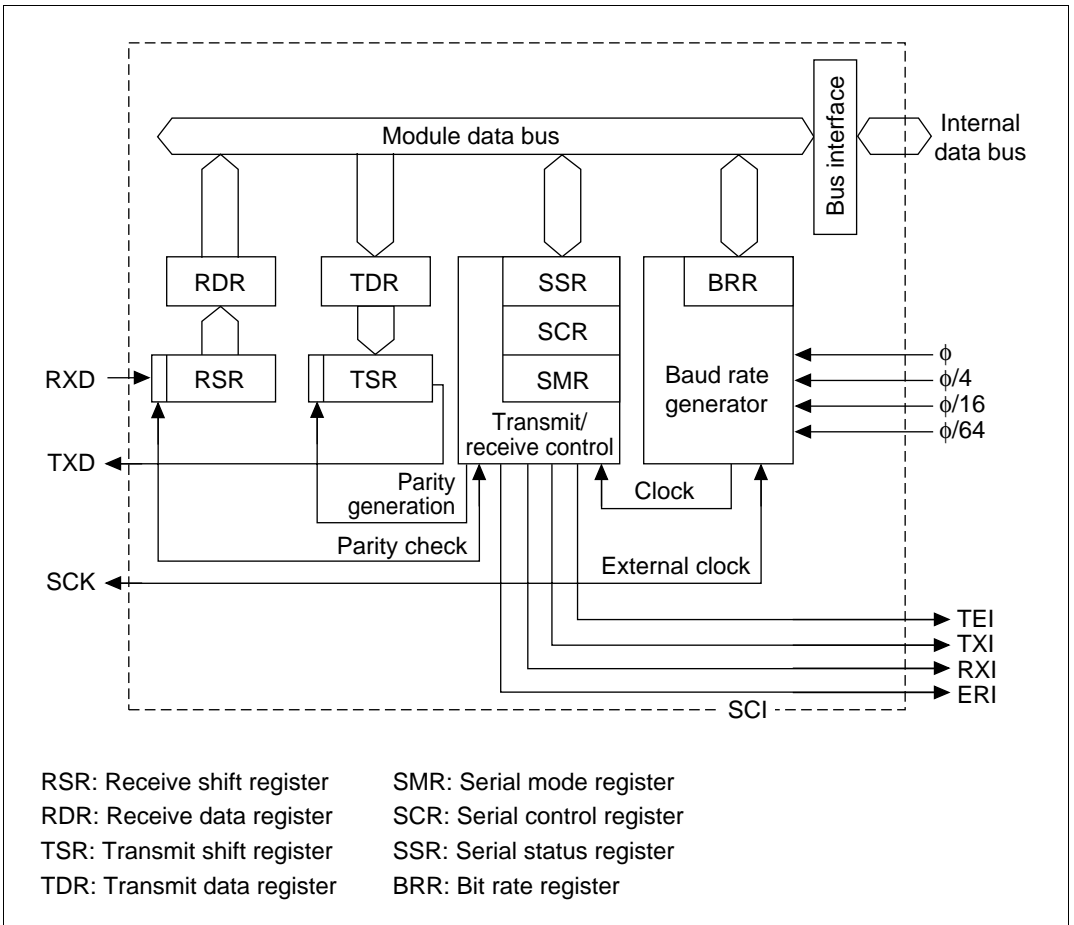 Module data bus
Bus interface
Internal
data bus
RDR
TDR
SSR
BRR
SCR
RXD
RSR
TSR
SMR
Baud rate
generator
ϕ
ϕ/4
ϕ/16
ϕ/64
Transmit/
receive control
TXD
Parity
generation
Clock
Parity check
External clock
SCK
TEI
TXI
RXI
ERI
SCI
RSR: Receive shift register
RDR: Receive data register
TSR: Transmit shift register
TDR: Transmit data register
SMR: Serial mode register
SCR: Serial control register
SSR: Serial status register
BRR: Bit rate register